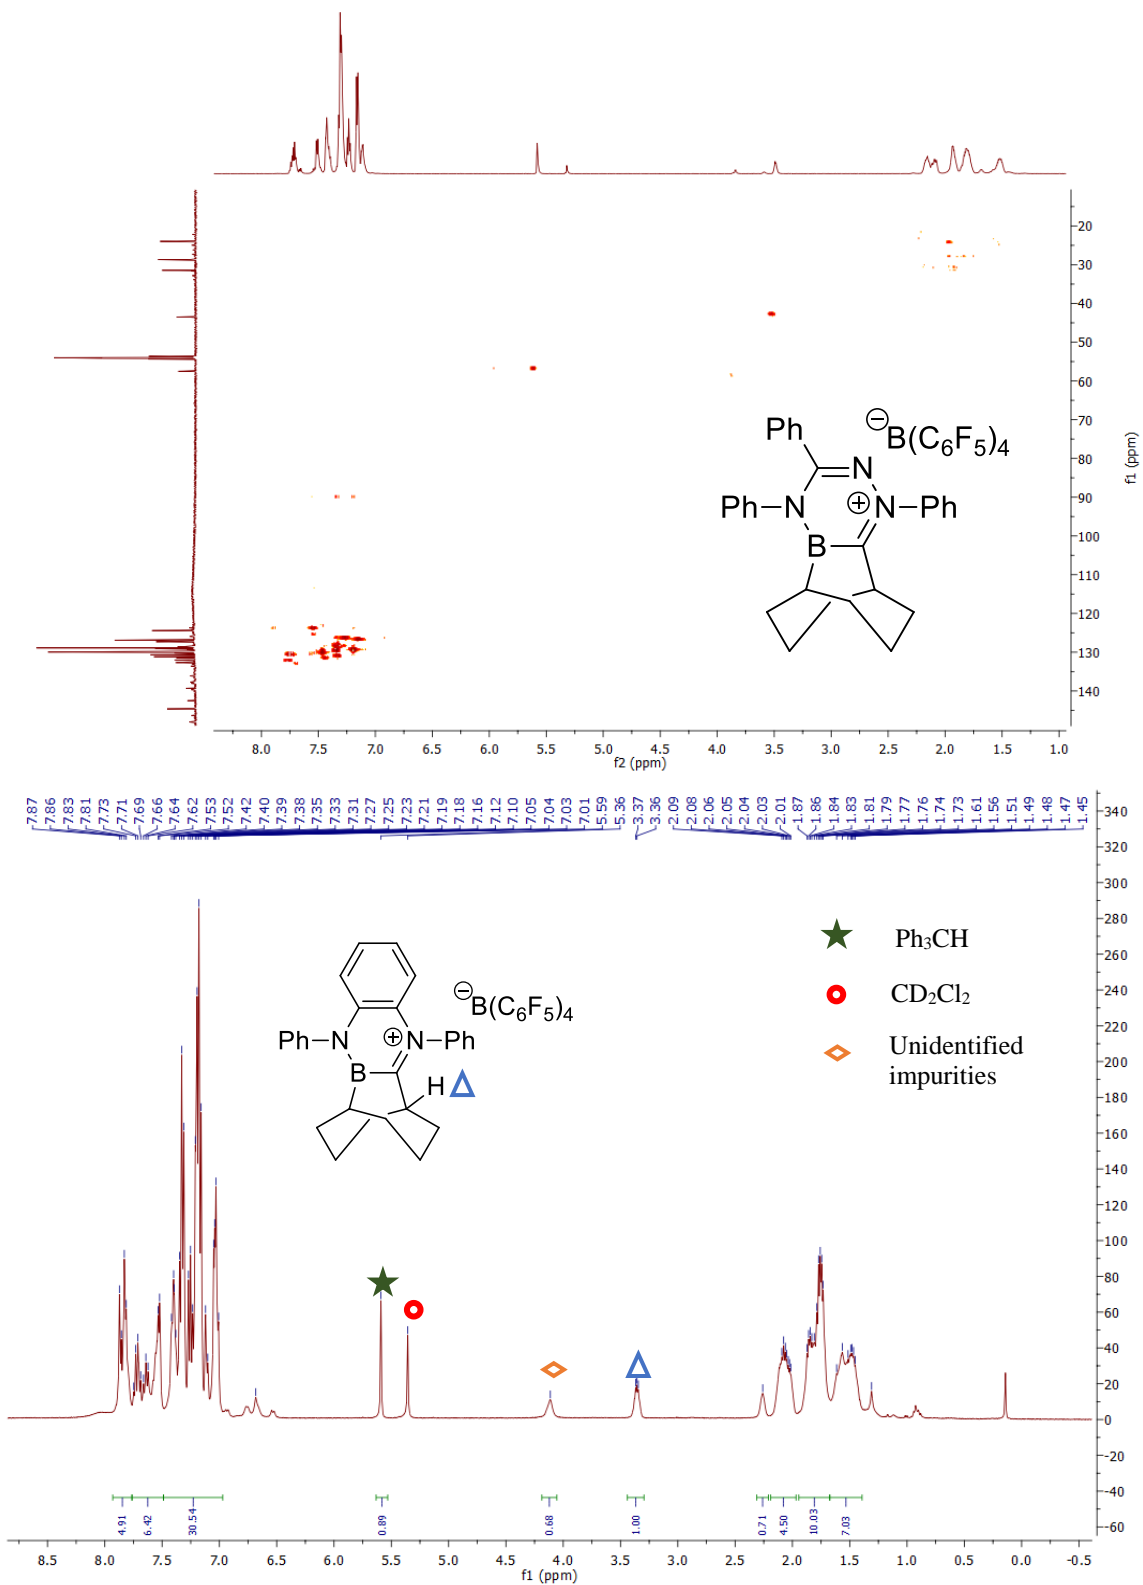 20
30
40
50
60
70
80
90
100
110
120
130
140
f1 (ppm)
Ph
⊖B(C6F5)4
N
Ph N ⊕ N Ph
B
8.0 7.5 7.0 6.5 6.0 5.5 5.0 4.5 4.0 3.5 3.0 2.5 2.0 1.5 1.0
f2 (ppm)
7.87 7.86 7.83 7.81 7.73 7.71 7.69 7.66 7.64 7.62 7.53 7.52 7.42 7.40 7.39 7.38 7.35 7.33 7.31 7.27 7.25 7.23 7.21 7.19 7.18 7.16 7.12 7.10 7.05 7.04 7.03 7.01 5.59 5.36 3.37 3.36 2.09 2.08 2.06 2.05 2.04 2.03 2.01 1.87 1.86 1.84 1.83 1.81 1.79 1.77 1.76 1.74 1.73 1.61 1.56 1.51 1.49 1.48 1.47 1.45
340
320
300
280
260
240
220
200
180
160
140
120
100
80
60
40
20
0
-20
-40
-60
Ph3CH
CD2Cl2
Unidentified
impurities
⊖B(C6F5)4
Ph N ⊕ N Ph
B
H
4.91 6.42 30.54 0.89 0.68 1.00 0.71 4.50 10.03 7.03
8.5 8.0 7.5 7.0 6.5 6.0 5.5 5.0 4.5 4.0 3.5 3.0 2.5 2.0 1.5 1.0 0.5 0.0 -0.5
f1 (ppm)